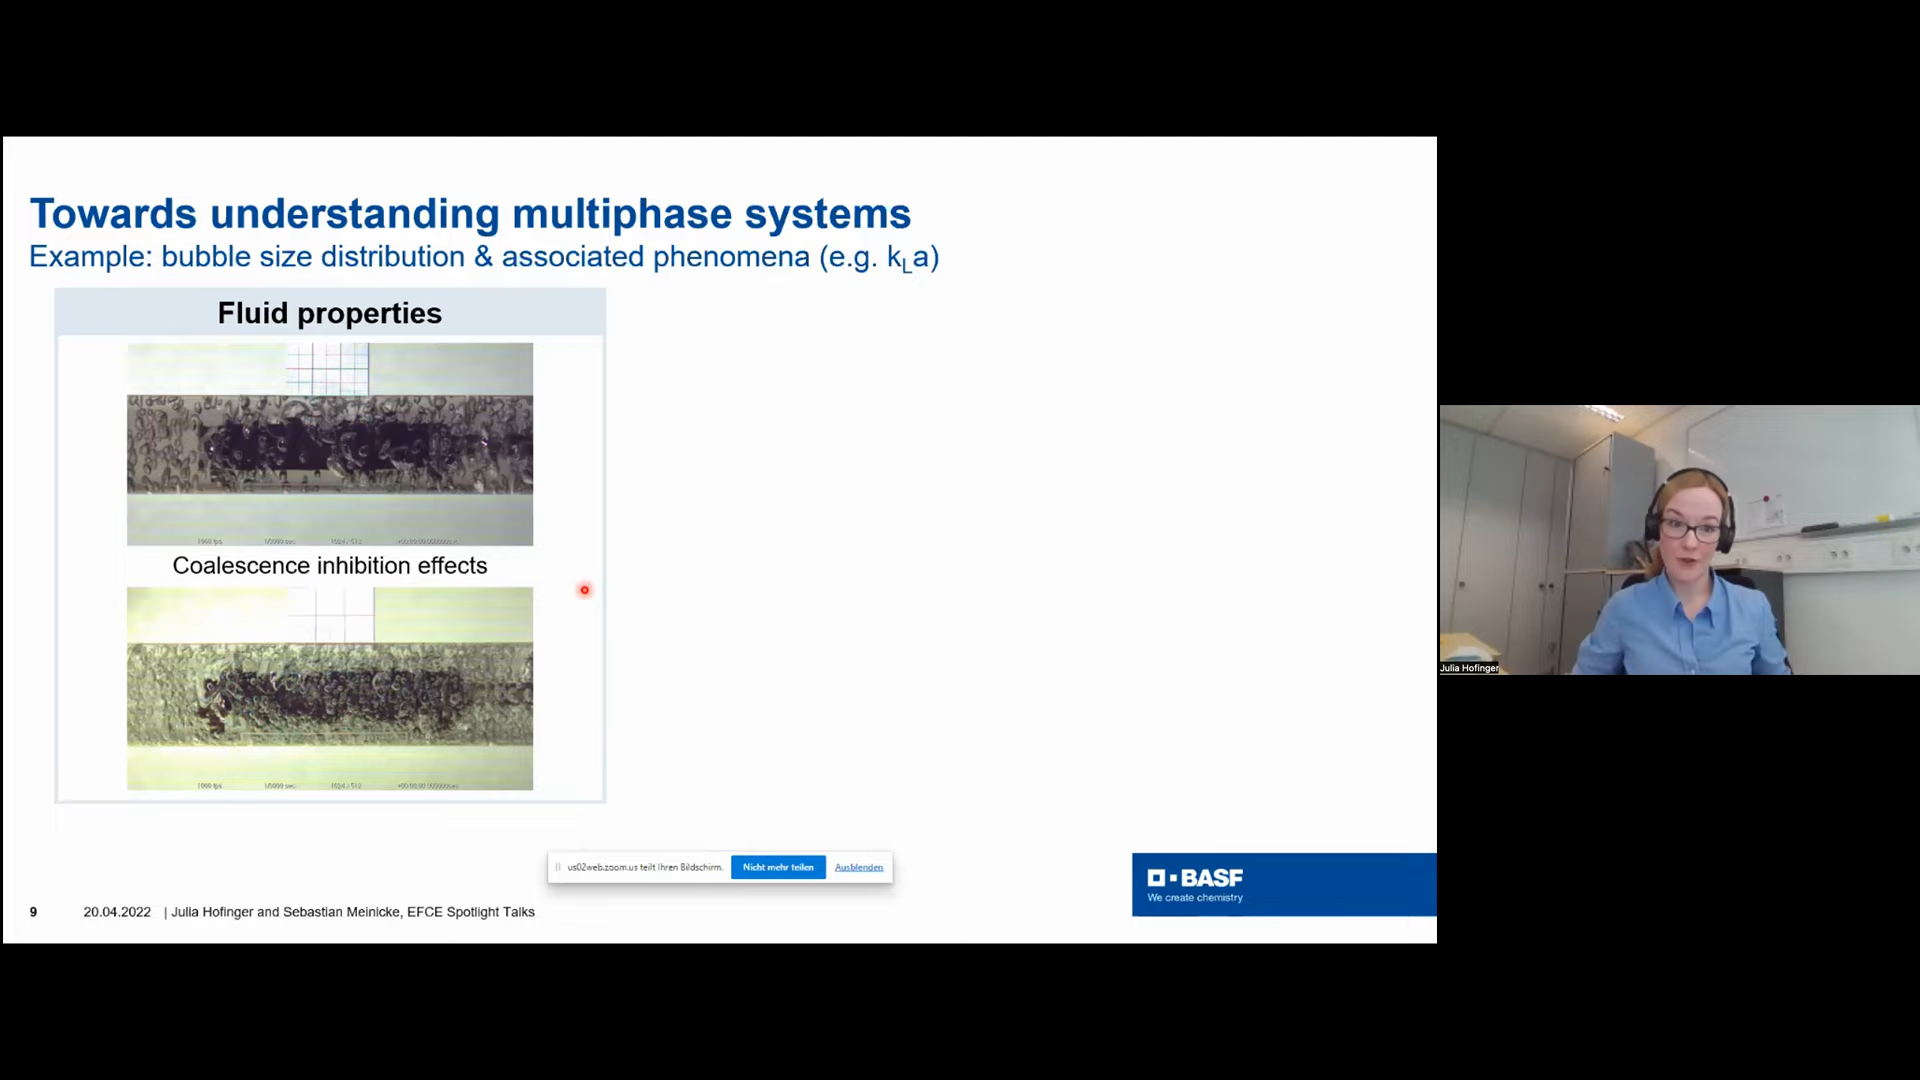 Towards understanding multiphase systems
Example: bubble size distribution & associated phenomena (e.g. kLa)
Fluid properties
Coalescence inhibition effects
us02web.zoom.us teilt Ihren Bildschirm. Nicht mehr teilen Ausblenden
BASF
We create chemistry
9 20.04.2022 | Julia Hofinger and Sebastian Meinicke, EFCE Spotlight Talks
Julia Hofinger